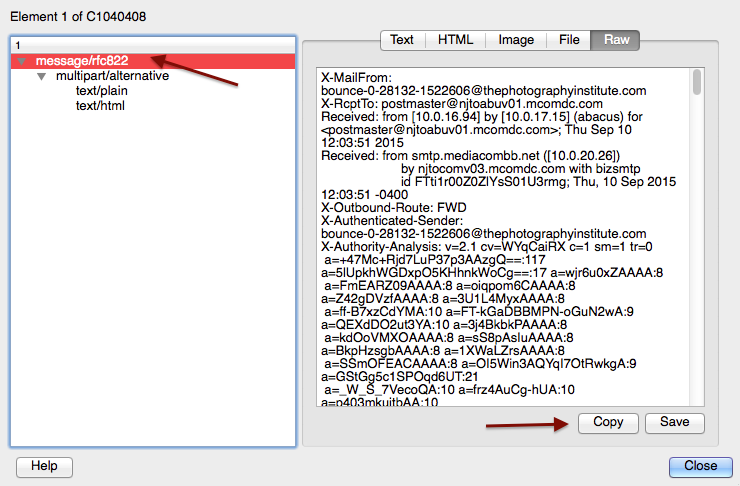 Element 1 of C1040408
1
message/rfc822
multipart/alternative
text/plain
text/html
Text HTML Image File Raw
X-MailFrom:
bounce-0-28132-1522606@thephotographyinstitute.com
X-RcptTo: postmaster@njtoabuv01.mcomdc.com
Received: from [10.0.16.94] by [10.0.17.15] (abacus) for
<postmaster@njtoabuv01.mcomdc.com>; Thu Sep 10
12:03:51 2015
Received: from smtp.mediacombb.net ([10.0.20.26])
by njtocomv03.mcomdc.com with bizsmtp
id FTti1r00Z0ZlYsS01U3rmg; Thu, 10 Sep 2015
12:03:51 -0400
X-Outbound-Route: FWD
X-Authenticated-Sender:
bounce-0-28132-1522606@thephotographyinstitute.com
X-Authority-Analysis: v=2.1 cv=WYqCaiRX c=1 sm=1 tr=0
a=+47Mc+Rjd7LuP37p3AAzgQ==:117
a=5lUpkhWGDxpO5KHhnkWoCg==:17 a=wjr6u0xZAAAA:8
a=FmEARZ09AAAA:8 a=oiqpom6CAAAA:8
a=Z42gDVzfAAAA:8 a=3U1L4MyxAAAA:8
a=ff-B7xzCdYMA:10 a=FT-kGaDBBMPN-oGuN2wA:9
a=QEXdDO2ut3YA:10 a=3j4BkbkPAAAA:8
a=kdOoVMXOAAAA:8 a=sS8pAsIuAAAA:8
a=BkpHzsgbAAAA:8 a=1XWaLZrsAAAA:8
a=SSmOFEACAAAA:8 a=OI5Win3AQYqI7OtRwkgA:9
a=GStGg5c1SPOqd6UT:21
a=_W_S_7VecoQA:10 a=frz4AuCg-hUA:10
a=p403mkuitbAA:10
Copy Save
Help Close